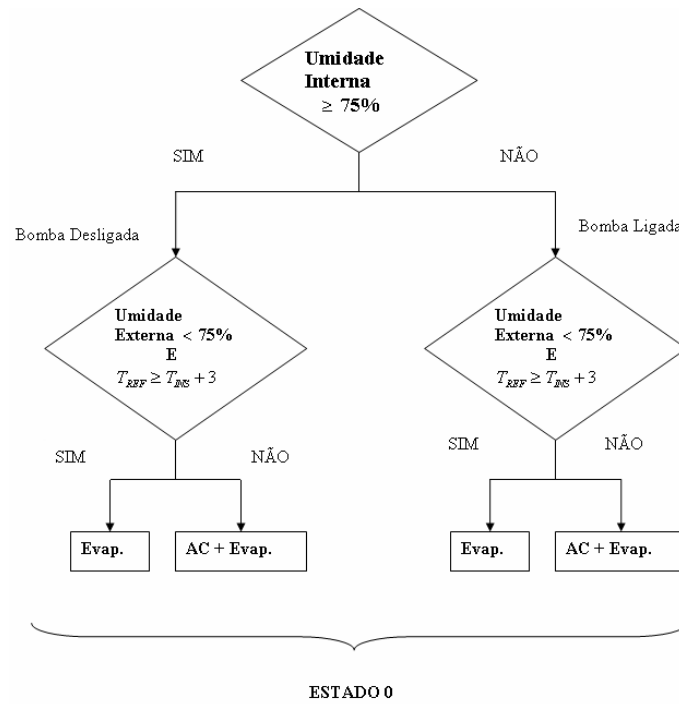 Umidade
Interna
≥ 75%
SIM
NÃO
Bomba Desligada
Bomba Ligada
Umidade
Externa < 75%
E
T_REF ≥ T_INS + 3
Umidade
Externa < 75%
E
T_REF ≥ T_INS + 3
SIM
NÃO
SIM
NÃO
Evap.
AC + Evap.
Evap.
AC + Evap.
ESTADO 0